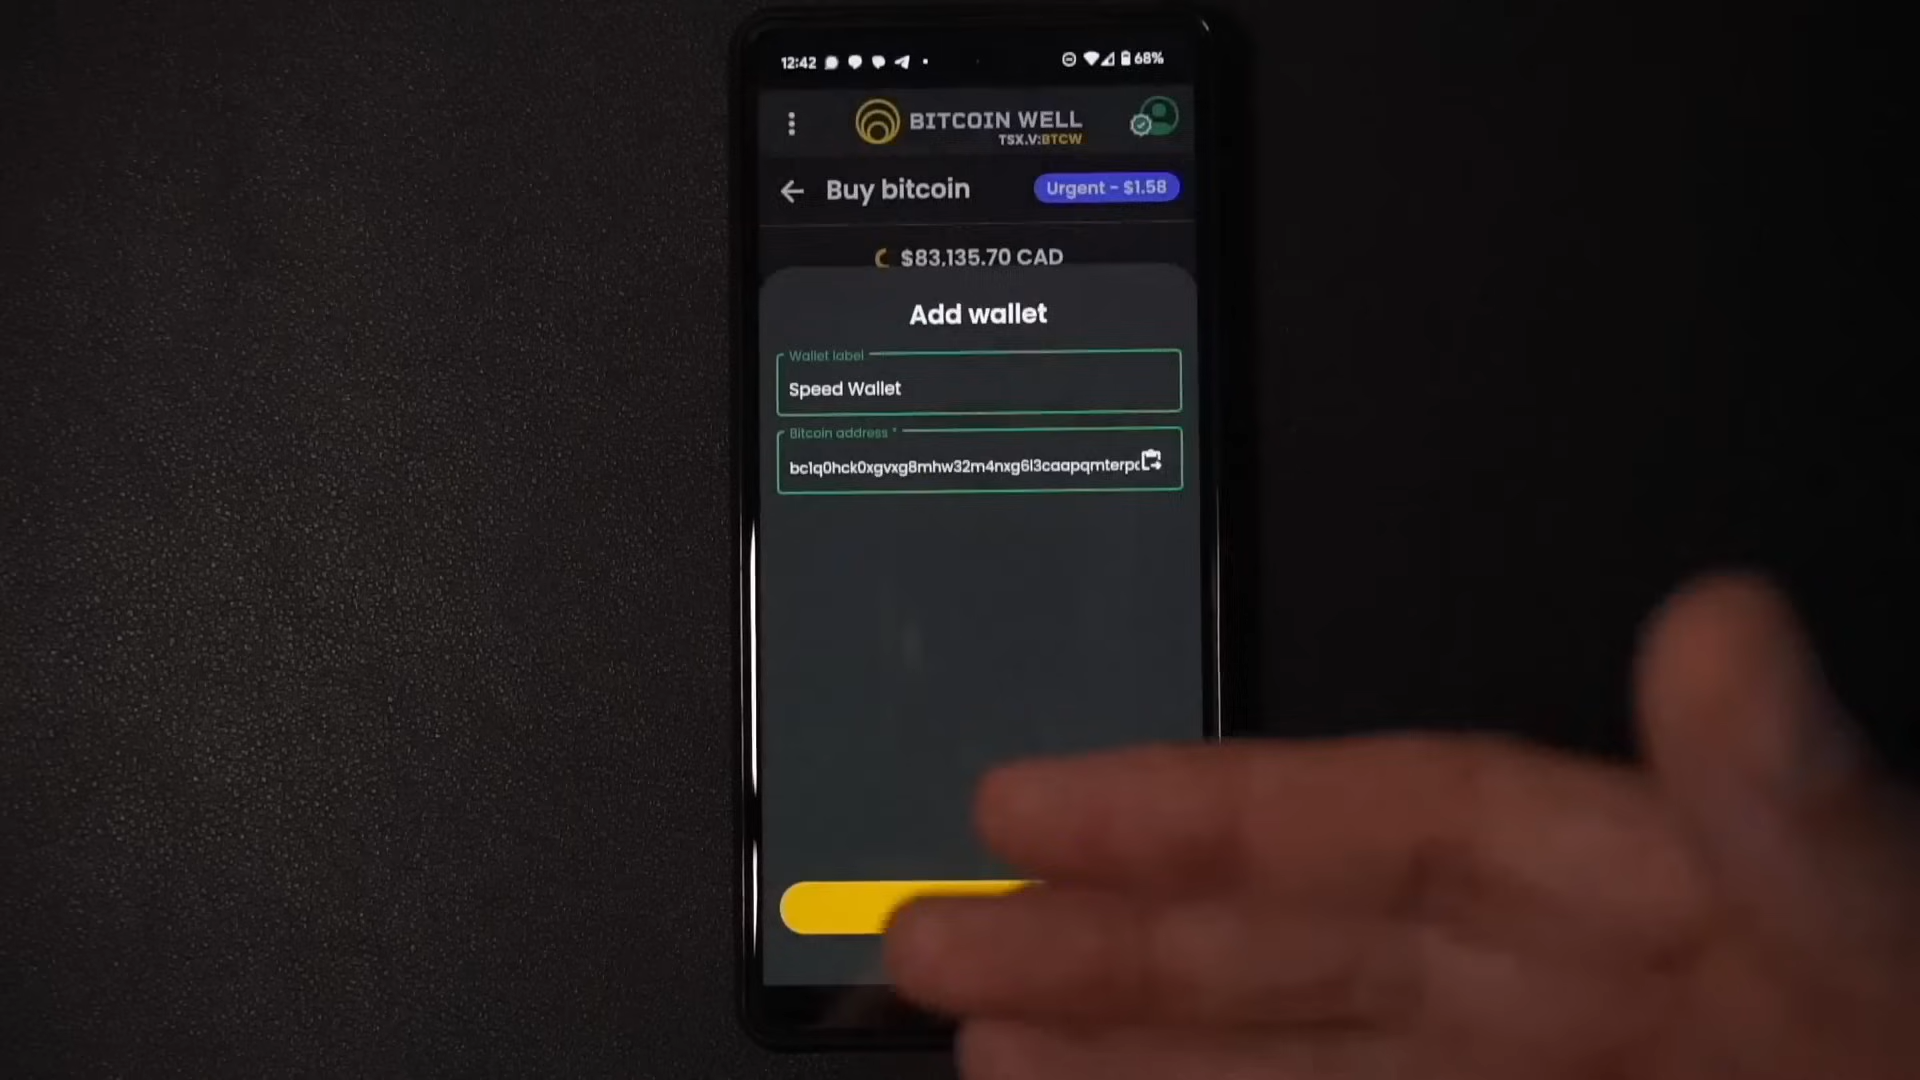 12:42 68%
BITCOIN WELL
TSX.V:BTCW
Buy bitcoin Urgent - $1.58
$83,135.70 CAD
Add wallet
Wallet label
Speed Wallet
Bitcoin address *
bc1q0hck0xgvxg8mhw32m4nxg6l3caapqmterpc